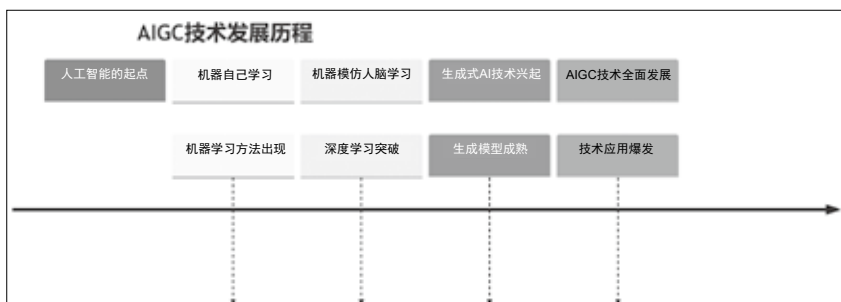 AIGC技术发展历程
人工智能的起点
机器自己学习
机器模仿人脑学习
生成式AI技术兴起
AIGC技术全面发展
机器学习方法出现
深度学习突破
生成模型成熟
技术应用爆发